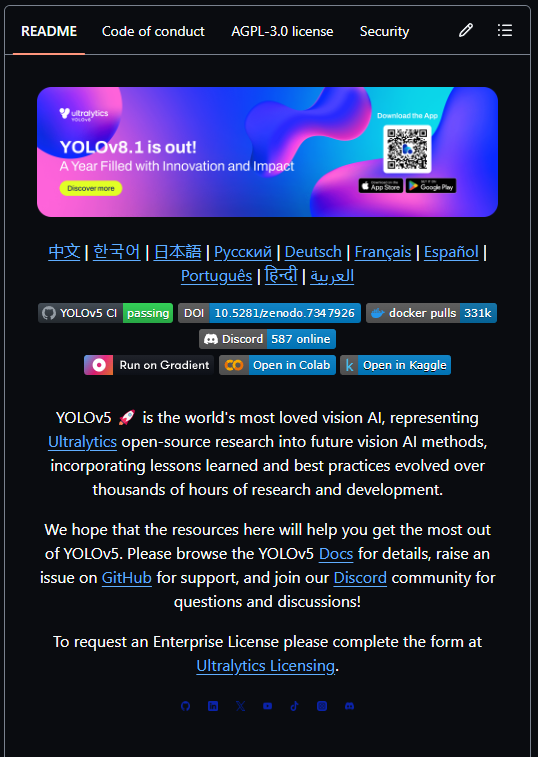 README Code of conduct AGPL-3.0 license Security
ultralytics
YOLOv8
Download the App
YOLOv8.1 is out!
A Year Filled with Innovation and Impact
Discover more
App Store Google Play
中文 | 한국어 | 日本語 | Русский | Deutsch | Français | Español |
Português | हिन्दी | العربية
YOLOv5 CI passing DOI 10.5281/zenodo.7347926 docker pulls 331k
Discord 587 online
Run on Gradient Open in Colab k Open in Kaggle
YOLOv5 🚀 is the world's most loved vision AI, representing
Ultralytics open-source research into future vision AI methods,
incorporating lessons learned and best practices evolved over
thousands of hours of research and development.
We hope that the resources here will help you get the most out
of YOLOv5. Please browse the YOLOv5 Docs for details, raise an
issue on GitHub for support, and join our Discord community for
questions and discussions!
To request an Enterprise License please complete the form at
Ultralytics Licensing.